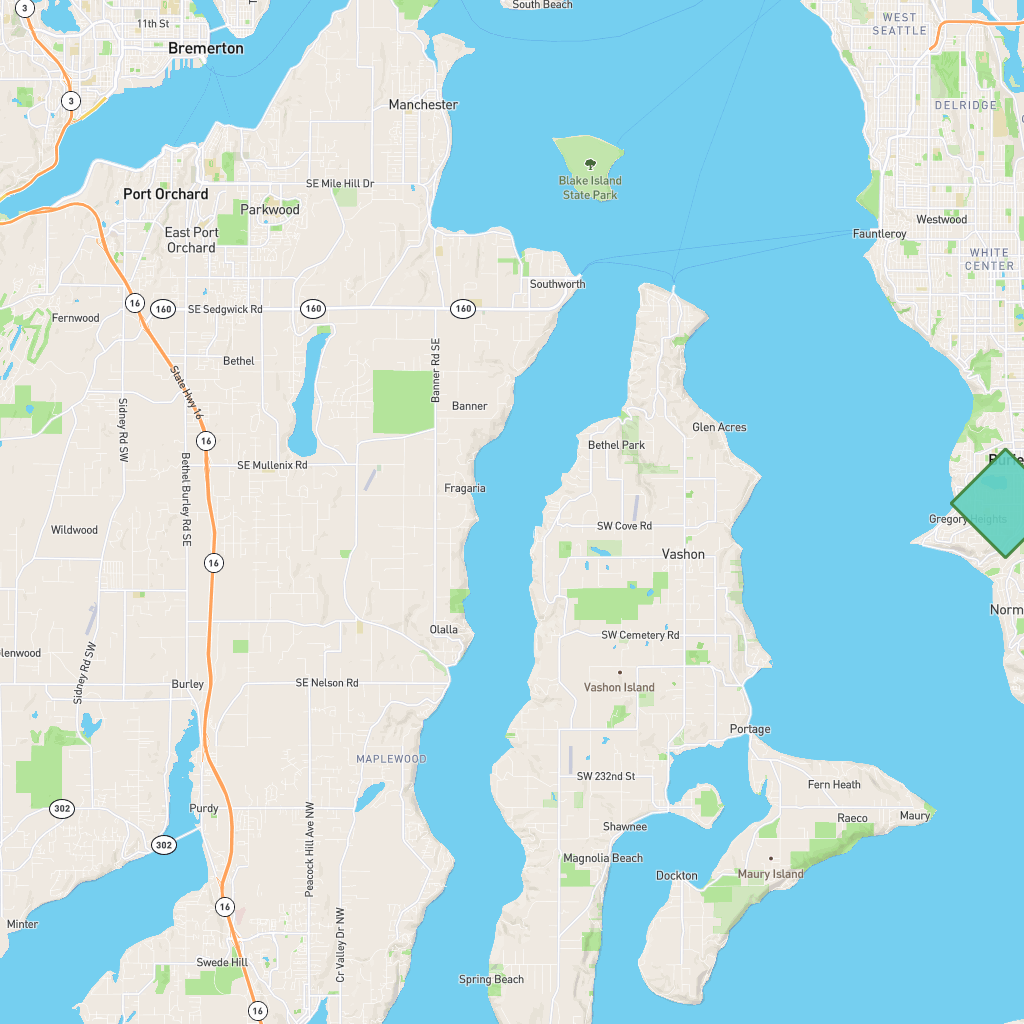 South Beach
3
11th St
WEST
SEATTLE
Bremerton
3
Manchester
DELRIDGE
Blake Island
State Park
SE Mile Hill Dr
Port Orchard
Parkwood
Westwood
East Port
Orchard
Fauntleroy
WHITE
CENTER
Southworth
16
160
SE Sedgwick Rd
160
160
Fernwood
Bethel
State Hwy 16
Banner Rd SE
Banner
Sidney Rd SW
Glen Acres
16
Bethel Park
Bethel Burley Rd SE
SE Mullenix Rd
Burie
Fragaria
Gregory Heights
Wildwood
SW Cove Rd
Vashon
16
Norm
Olalla
SW Cemetery Rd
Glenwood
Sidney Rd SW
Burley
SE Nelson Rd
Vashon Island
Portage
MAPLEWOOD
SW 232nd St
Fern Heath
302
Purdy
Raeco
Maury
Shawnee
302
Peacock Hill Ave NW
Magnolia Beach
Dockton
Maury Island
16
Minter
Cr Valley Dr NW
Swede Hill
Spring Beach
16